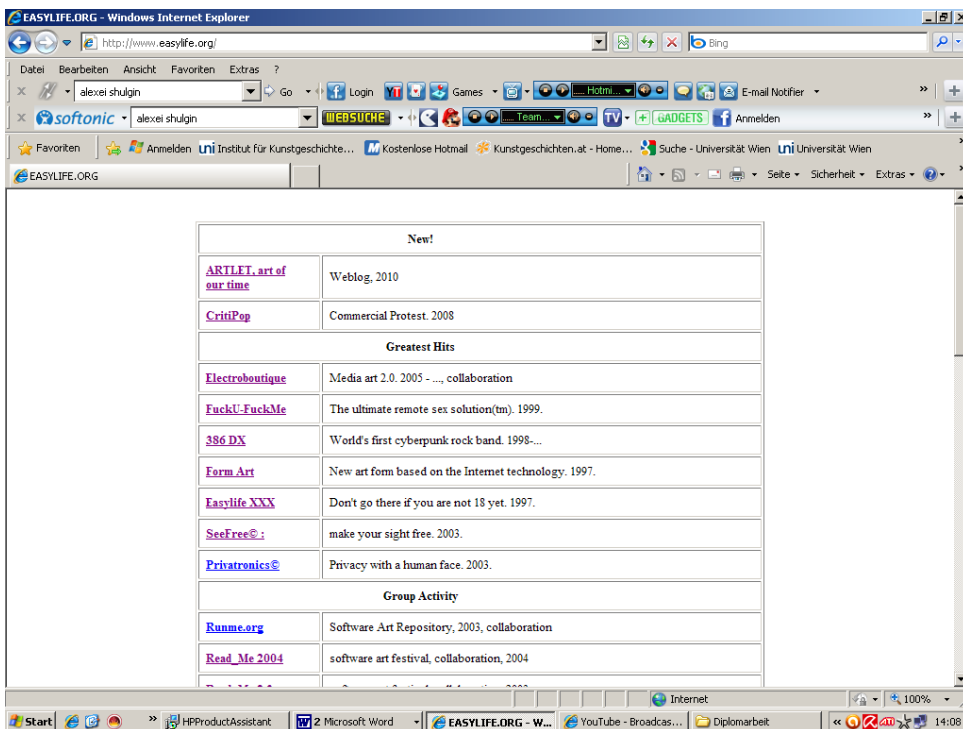 EASYLIFE.ORG - Windows Internet Explorer
http://www.easylife.org/
Bing
Datei Bearbeiten Ansicht Favoriten Extras ?
alexei shulgin Go Login Games Hotmi... E-mail Notifier
softonic alexei shulgin WEBSUCHE Team... TV GADGETS Anmelden
Favoriten Anmelden uni Institut für Kunstgeschichte... Kostenlose Hotmail Kunstgeschichten.at - Home... Suche - Universität Wien uni Universität Wien
EASYLIFE.ORG Seite Sicherheit Extras
New!
ARTLET, art of our time Weblog, 2010
CritiPop Commercial Protest. 2008
Greatest Hits
Electroboutique Media art 2.0. 2005 - ..., collaboration
FuckU-FuckMe The ultimate remote sex solution(tm). 1999.
386 DX World's first cyberpunk rock band. 1998-...
Form Art New art form based on the Internet technology. 1997.
Easylife XXX Don't go there if you are not 18 yet. 1997.
SeeFree© : make your sight free. 2003.
Privatronics© Privacy with a human face. 2003.
Group Activity
Runme.org Software Art Repository, 2003, collaboration
Read_Me 2004 software art festival, collaboration, 2004
Internet 100%
Start HPProductAssistant 2 Microsoft Word EASYLIFE.ORG - W... YouTube - Broadcas... Diplomarbeit 14:08